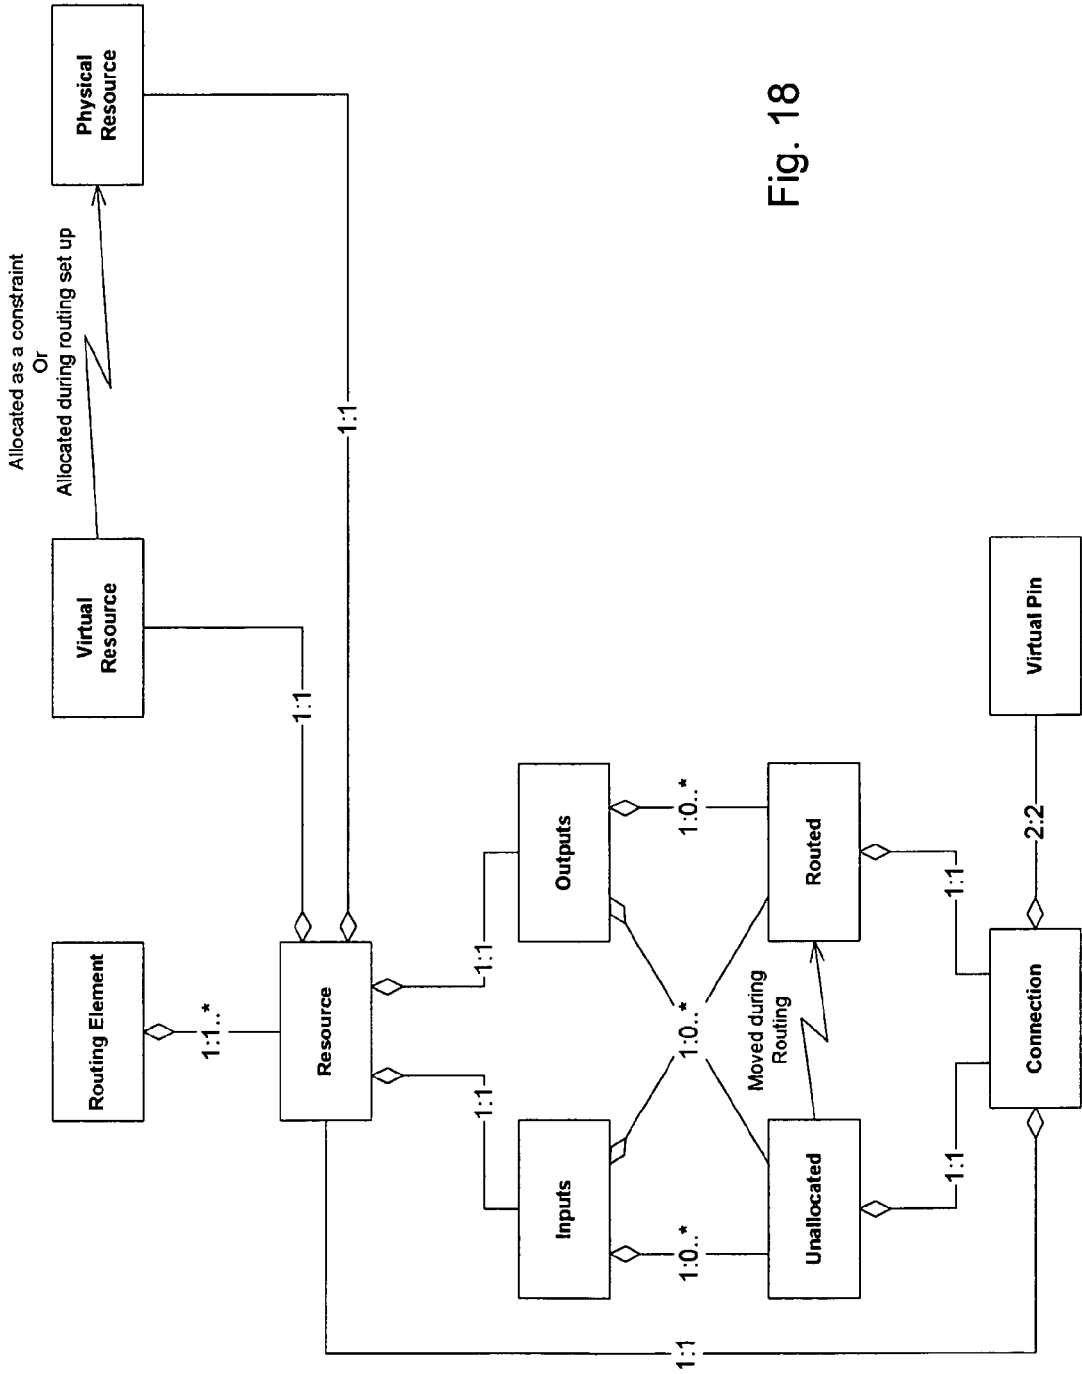 Allocated as a constraint
Or
Allocated during routing set up
Routing Element
Virtual
Resource
Physical
Resource
1:1..*
1:1
1:1
Resource
1:1
1:1
Inputs
Outputs
1:0..*
1:0..*
1:0..*
Moved during
Routing
Unallocated
Routed
1:1
1:1
1:1
Connection
2:2
Virtual Pin
Fig. 18